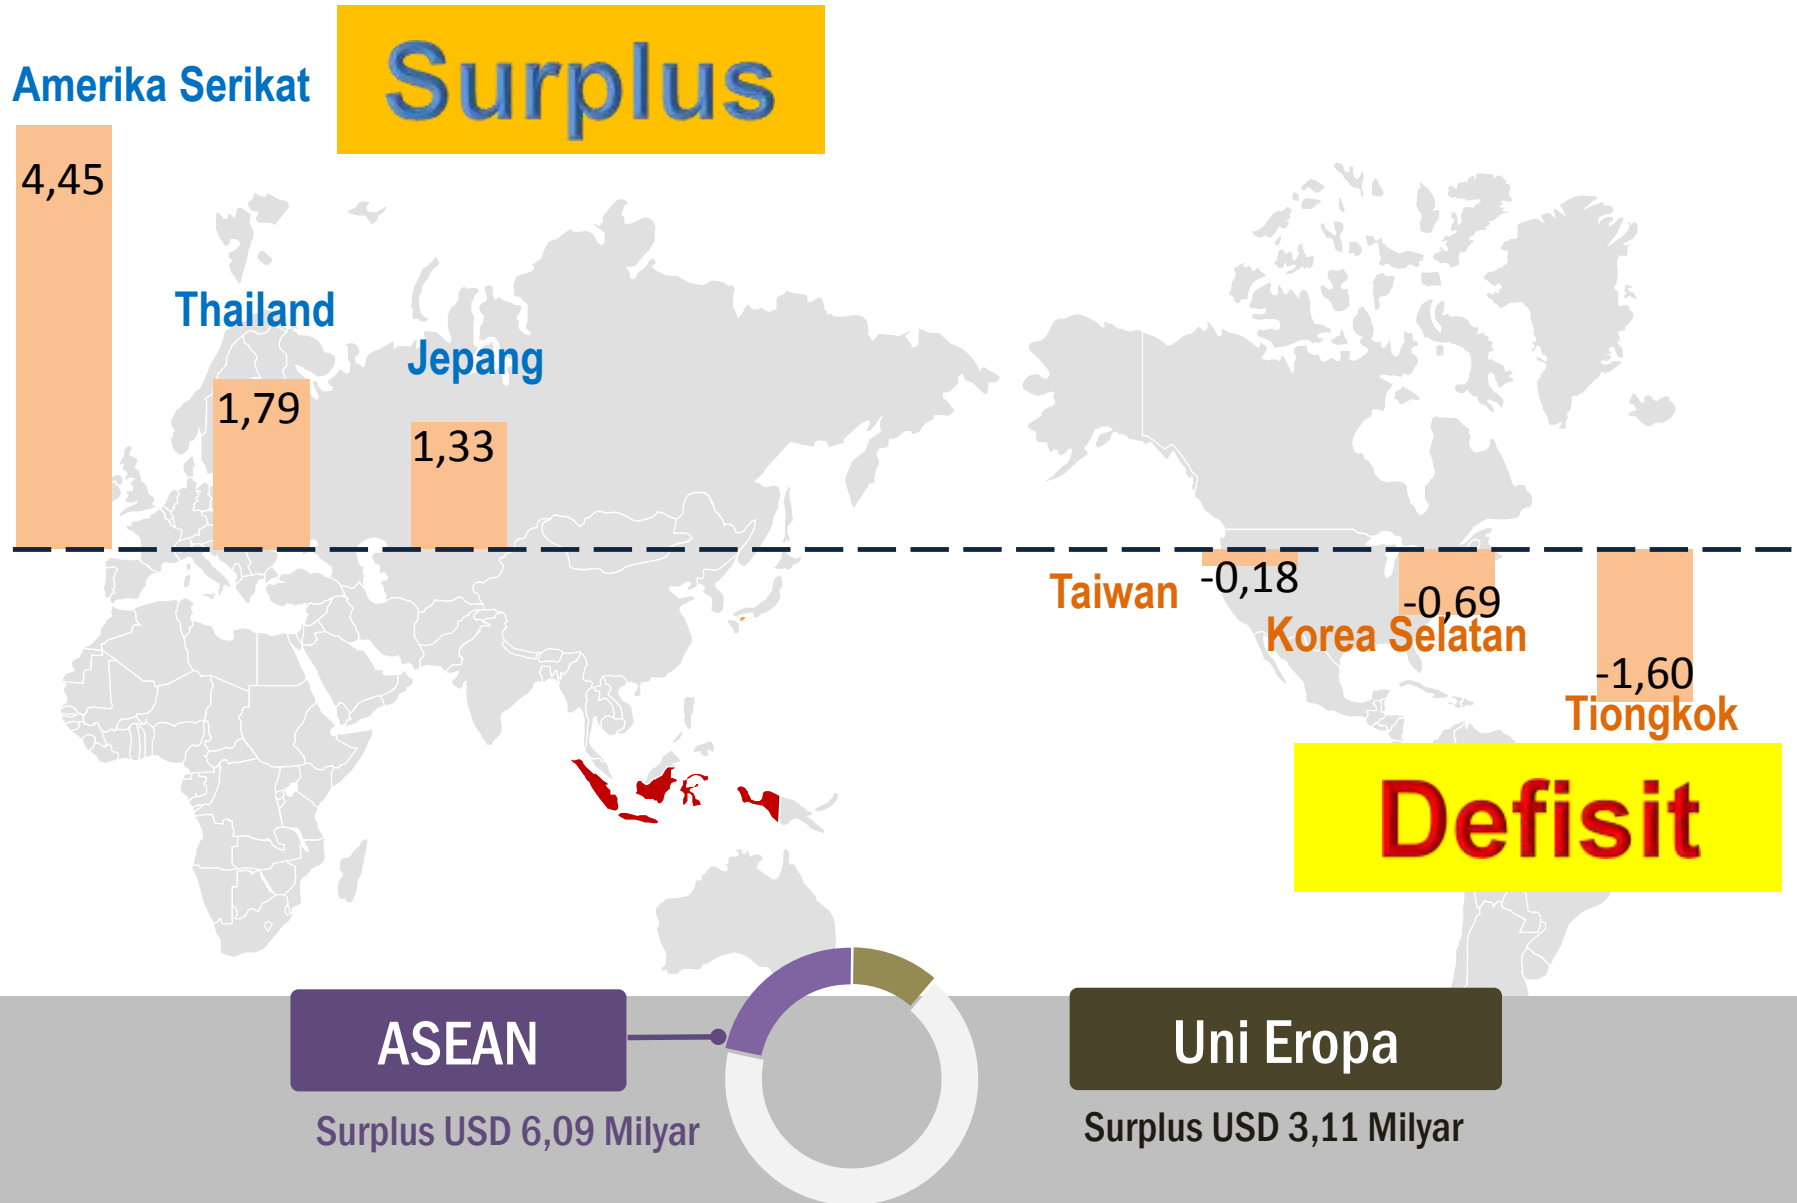 Surplus
Amerika Serikat
4,45
Thailand
1,79
Jepang
1,33
Taiwan
-0,18
-0,69
Korea Selatan
-1,60
Tiongkok
Defisit
ASEAN
Surplus USD 6,09 Milyar
Uni Eropa
Surplus USD 3,11 Milyar